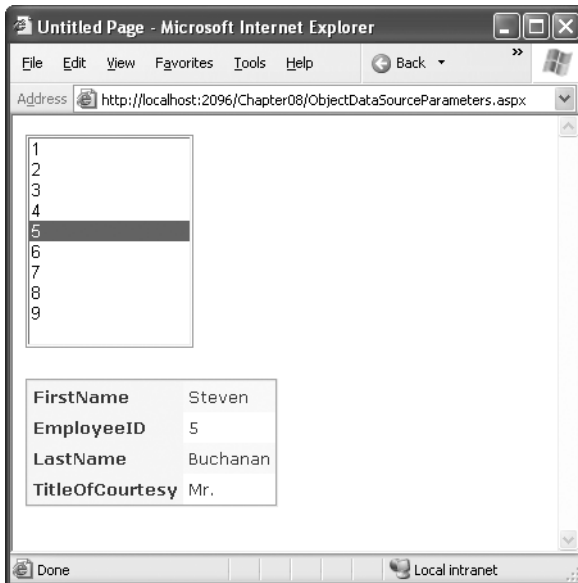 Untitled Page - Microsoft Internet Explorer
File Edit View Favorites Tools Help Back »
Address http://localhost:2096/Chapter08/ObjectDataSourceParameters.aspx
1
2
3
4
5
6
7
8
9
FirstName Steven
EmployeeID 5
LastName Buchanan
TitleOfCourtesy Mr.
Done Local intranet